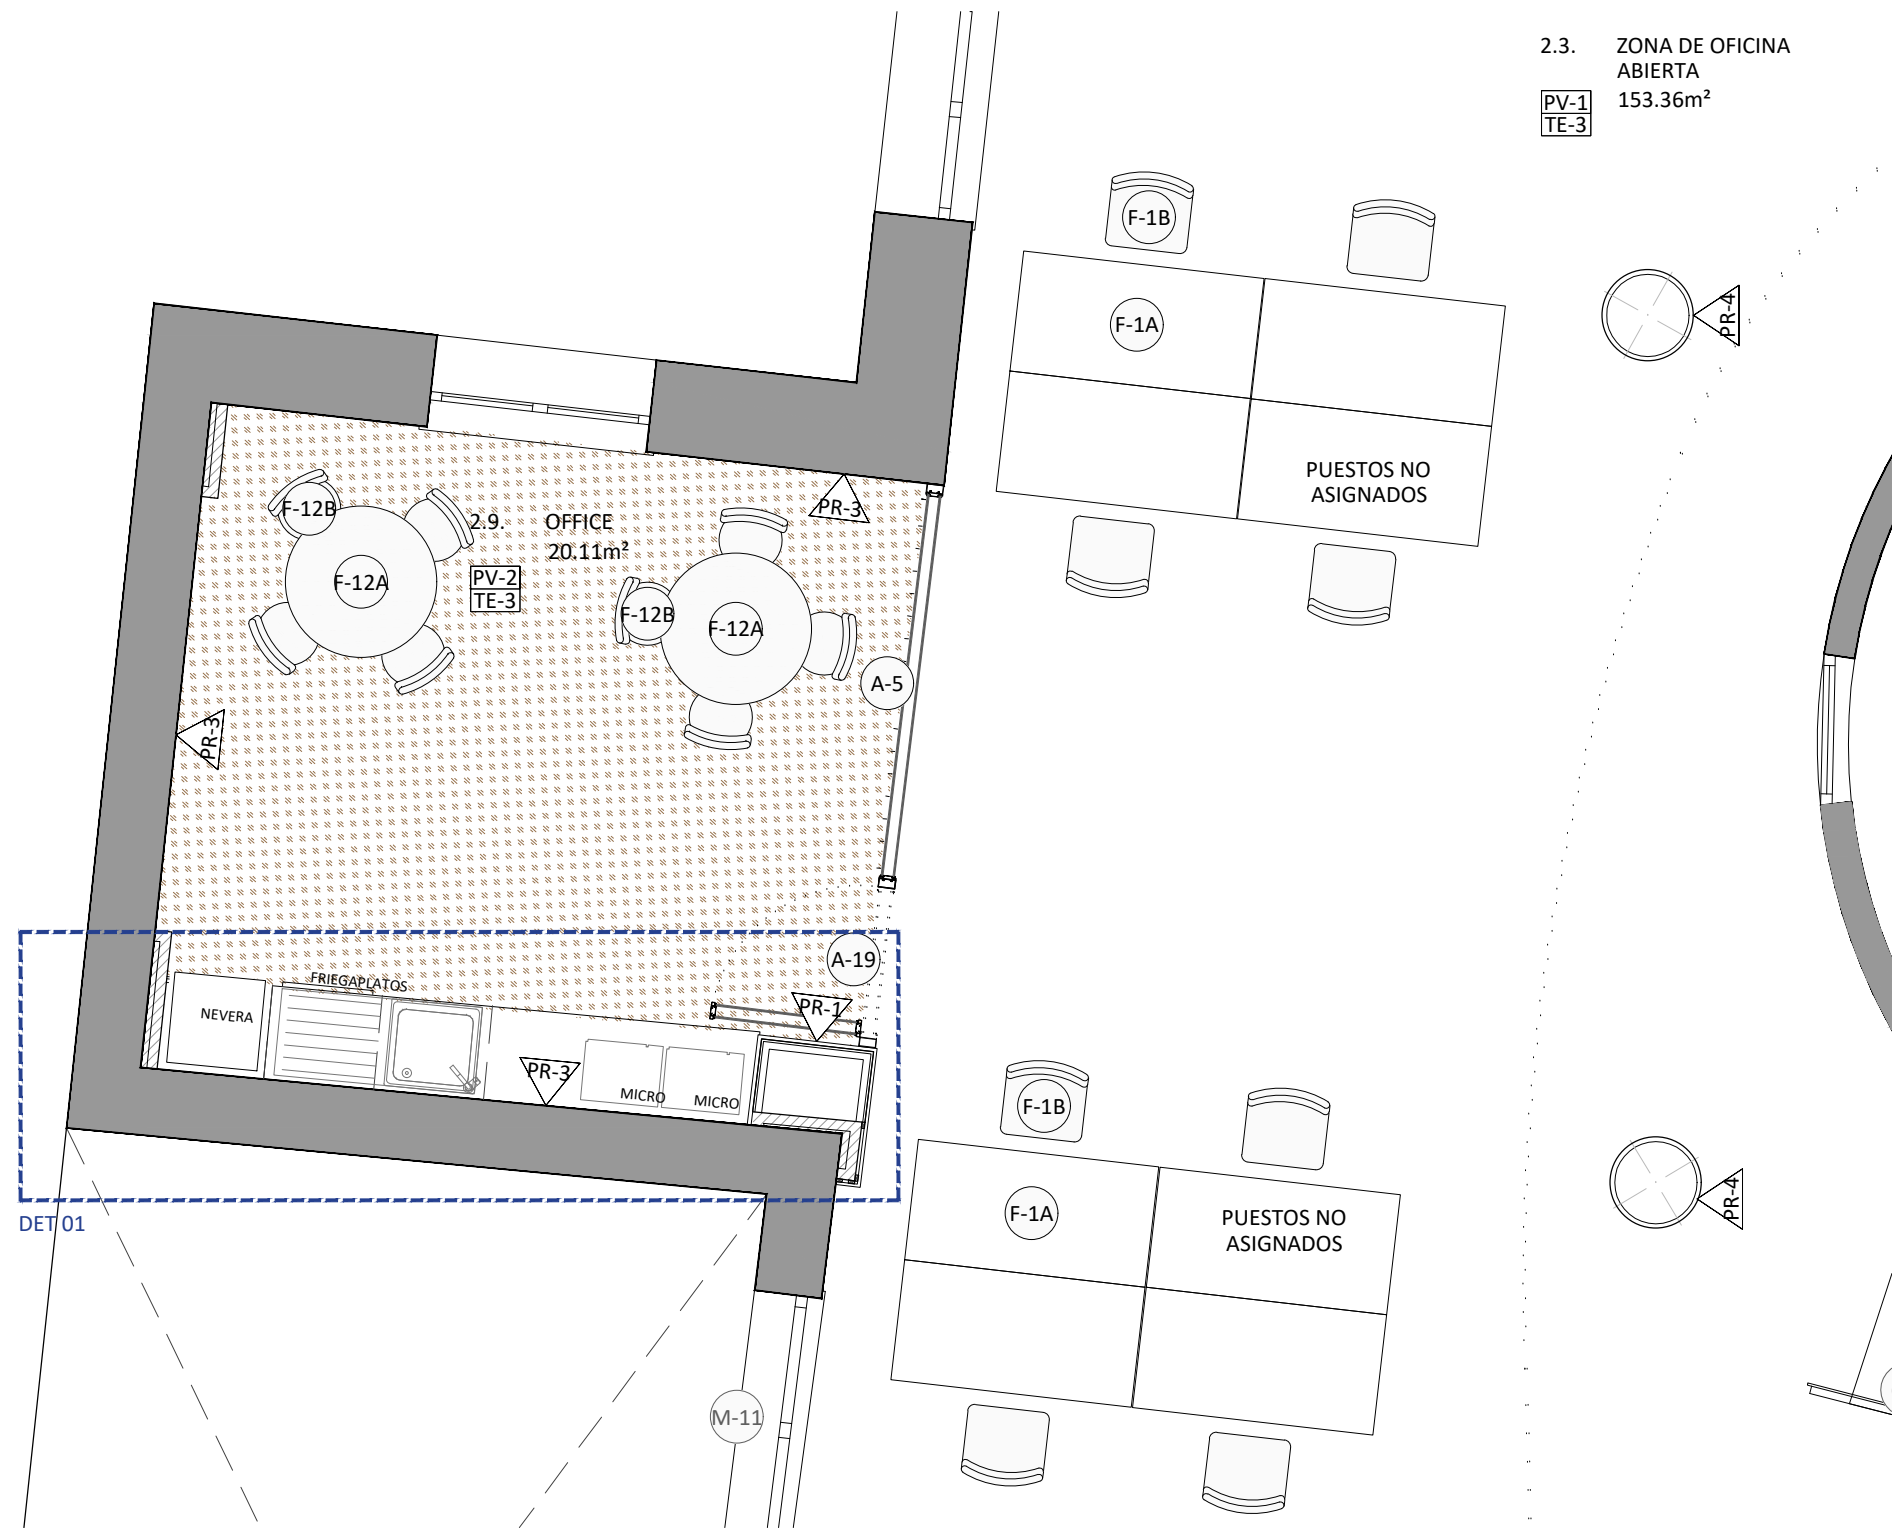 2.3. ZONA DE OFICINA
ABIERTA
PV-1 153.36m²
TE-3
F-1B
F-1A
PR-4
PUESTOS NO
ASIGNADOS
F-12B
PR-3
2.9. OFFICE
20.11m²
F-12A
PV-2
TE-3
F-12B
F-12A
A-5
PR-3
A-19
FRIEGAPLATOS
NEVERA
PR-1
PR-3
MICRO
MICRO
F-1B
F-1A
PUESTOS NO
ASIGNADOS
PR-4
DET 01
M-11